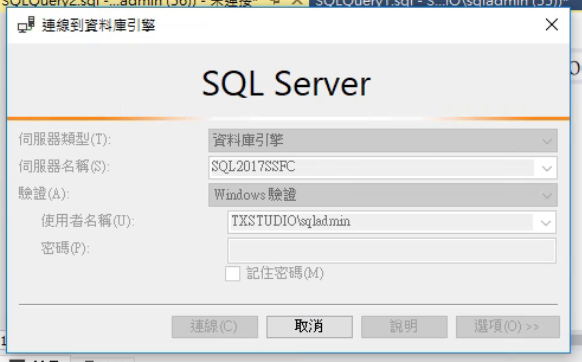 SQLQuery2.sql -...admin (56)) - 未連接* SQLQuery1.sql - S...IO\sqladmin (55))*
連線到資料庫引擎
SQL Server
伺服器類型(T): 資料庫引擎
伺服器名稱(S): SQL2017SSFC
驗證(A): Windows 驗證
使用者名稱(U): TXSTUDIO\sqladmin
密碼(P):
記住密碼(M)
連線(C) 取消 說明 選項(O) >>